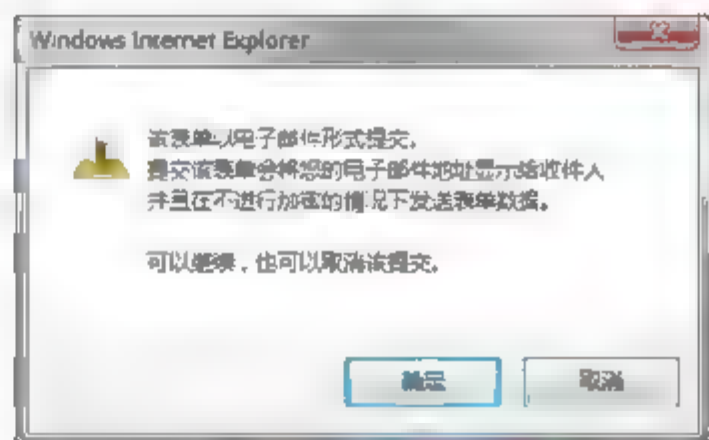 Windows Internet Explorer
该表单以电子邮件形式提交。
提交该表单会将您的电子邮件地址显示给收件人
并且在不进行加密的情况下发送表单数据。
可以继续，也可以取消该提交。
确定
取消